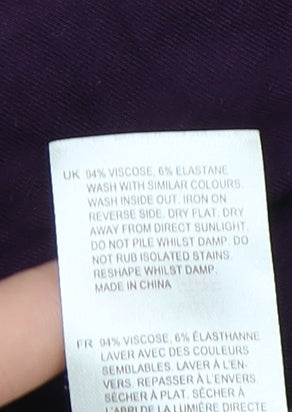 UK 94% VISCOSE, 6% ELASTANE
WASH WITH SIMILAR COLOURS.
WASH INSIDE OUT. IRON ON
REVERSE SIDE. DRY FLAT. DRY
AWAY FROM DIRECT SUNLIGHT.
DO NOT PILE WHILST DAMP. DO
NOT RUB ISOLATED STAINS.
RESHAPE WHILST DAMP.
MADE IN CHINA
FR 94% VISCOSE, 6% ÉLASTHANNE
LAVER AVEC DES COULEURS
SEMBLABLES. LAVER À L'EN-
VERS. REPASSER À L'ENVERS.
SÉCHER À PLAT. SÉCHER À
L'ABRI DE LA LUMIÈRE DIRECTE